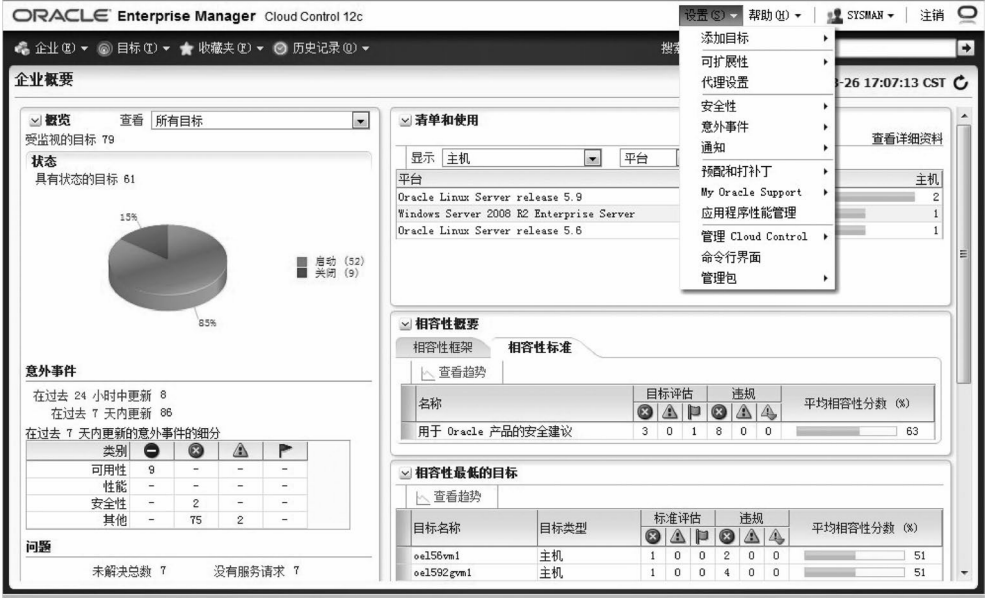 ORACLE Enterprise Manager Cloud Control 12c
设置(S) 帮助(H) SYSMAN 注销
企业(E) 目标(T) 收藏夹(F) 历史记录(O)
添加目标
可扩展性
代理设置
安全性
意外事件
通知
预配和打补丁
My Oracle Support
应用程序性能管理
管理 Cloud Control
命令行界面
管理包
企业概要
-26 17:07:13 CST
概览 查看 所有目标
受监视的目标 79
状态
具有状态的目标 61
15%
启动 (52)
关闭 (9)
85%
意外事件
在过去 24 小时中更新 8
在过去 7 天内更新 86
在过去 7 天内更新的意外事件的细分
类别
可用性 9 - - -
性能 - - - -
安全性 - 2 - -
其他 - 75 2 -
问题
未解决总数 7 没有服务请求 7
清单和使用
查看详细资料
显示 主机 平台
平台 主机
Oracle Linux Server release 5.9 2
Windows Server 2008 R2 Enterprise Server 1
Oracle Linux Server release 5.6 1
相容性概要
相容性框架 相容性标准
查看趋势
名称 目标评估 违规 平均相容性分数 (%)
用于 Oracle 产品的安全建议 3 0 1 8 0 0 63
相容性最低的目标
查看趋势
目标名称 目标类型 标准评估 违规 平均相容性分数 (%)
oel56vm1 主机 1 0 0 2 0 0 51
oel592gvm1 主机 1 0 0 4 0 0 51